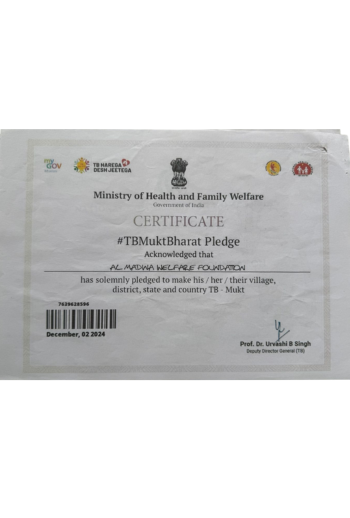 my
GOV
TB HAREGA
DESH JEETEGA
Ministry of Health and Family Welfare
Government of India
CERTIFICATE
#TBMuktBharat Pledge
Acknowledged that
AL MADINA WELFARE FOUNDATION
has solemnly pledged to make his / her / their village,
district, state and country TB - Mukt
7629628596
December, 02 2024
Prof. Dr. Urvashi B Singh
Deputy Director General (TB)